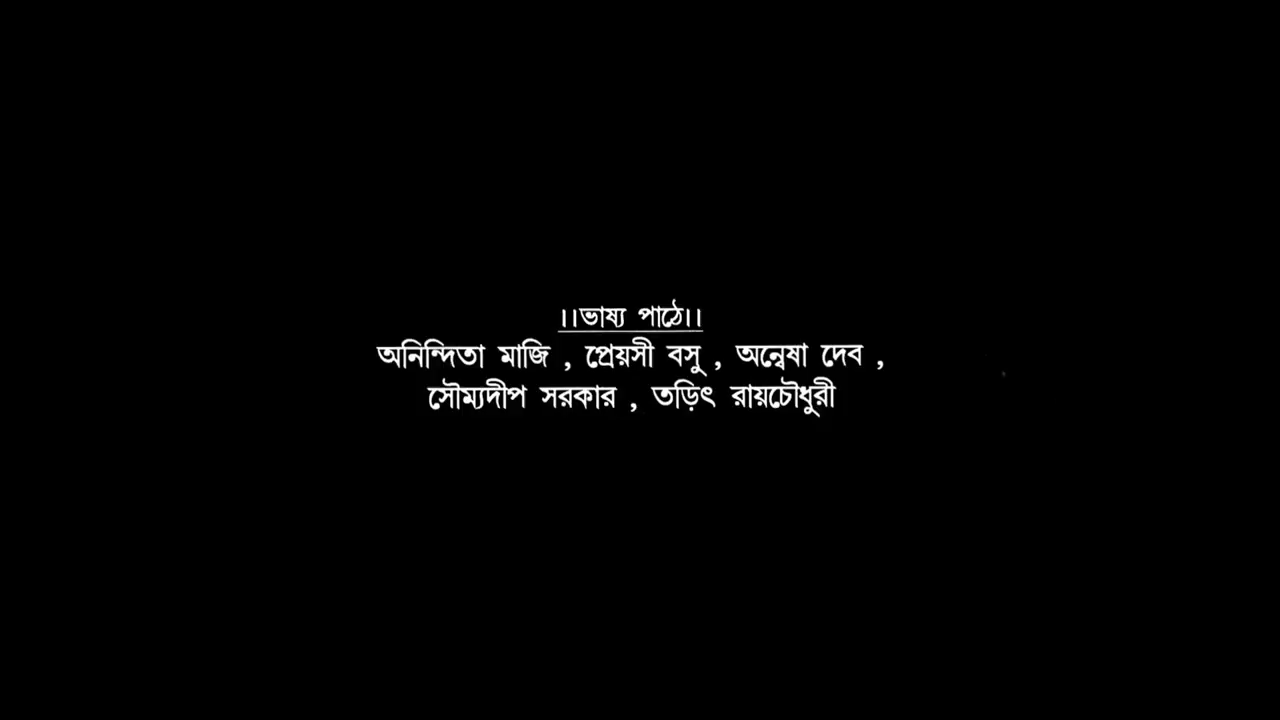 ।।ভাষ্য পাঠে।।
অনিন্দিতা মাজি , প্রেয়সী বসু , অন্বেষা দেব ,
সৌম্যদীপ সরকার , তড়িৎ রায়চৌধুরী